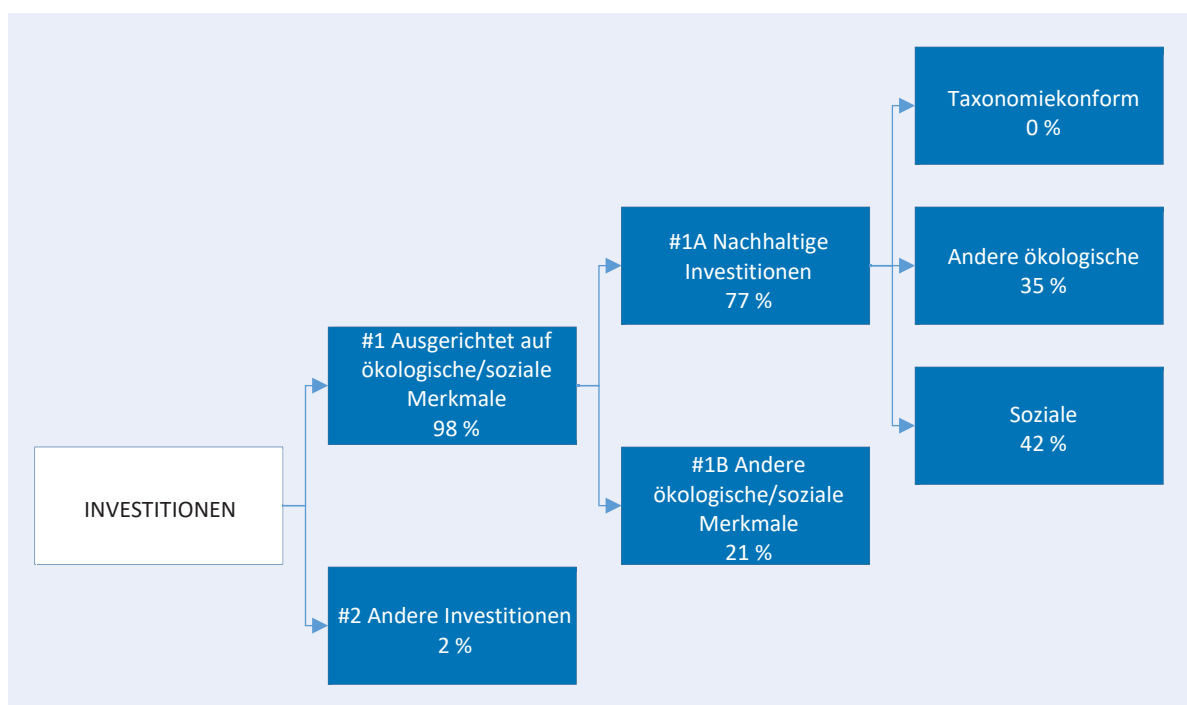 INVESTITIONEN
#1 Ausgerichtet auf
ökologische/soziale
Merkmale
98 %
#2 Andere Investitionen
2 %
#1A Nachhaltige
Investitionen
77 %
#1B Andere
ökologische/soziale
Merkmale
21 %
Taxonomiekonform
0 %
Andere ökologische
35 %
Soziale
42 %